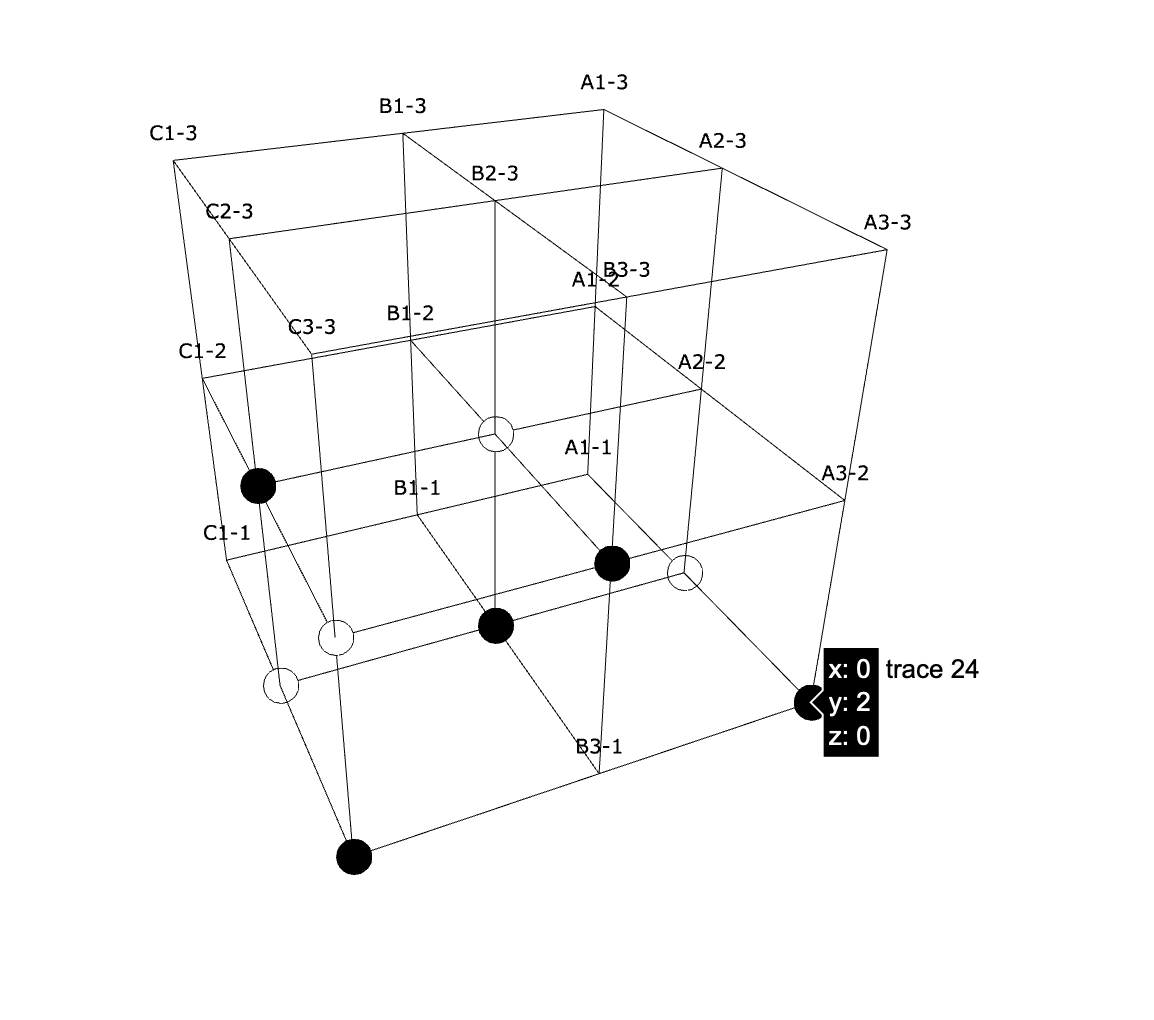 A1-3
B1-3
C1-3
A2-3
B2-3
C2-3
A3-3
B3-3
A1-2
B1-2
C3-3
C1-2
A2-2
A1-1
A3-2
B1-1
C1-1
x: 0 trace 24
y: 2
z: 0
B3-1